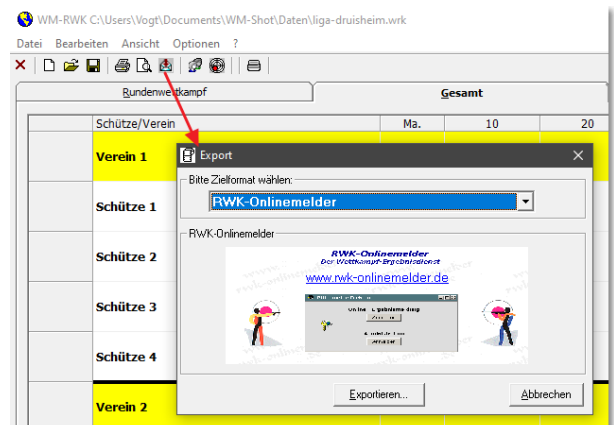 WM-RWK C:\Users\Vogt\Documents\WM-Shot\Daten\liga-druisheim.wrk
Datei Bearbeiten Ansicht Optionen ?
Rundenwettkampf Gesamt
Schütze/Verein Ma. 10 20
Verein 1
Export
Bitte Zielformat wählen:
RWK-Onlinemelder
Schütze 1
RWK-Onlinemelder
RWK-Onlinemelder
Der Wettkampf-Ergebnisdienst
Schütze 2
www.rwk-onlinemelder.de
Schütze 3
Schütze 4
Exportieren... Abbrechen
Verein 2